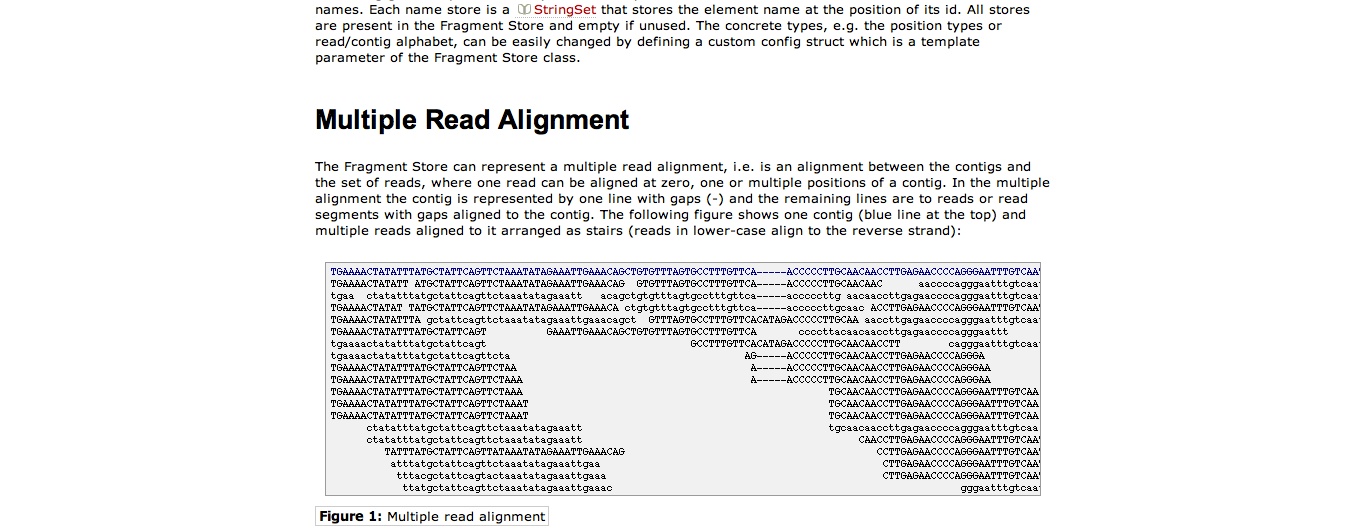 names. Each name store is a StringSet that stores the element name at the position of its id. All stores
are present in the Fragment Store and empty if unused. The concrete types, e.g. the position types or
read/contig alphabet, can be easily changed by defining a custom config struct which is a template
parameter of the Fragment Store class.
Multiple Read Alignment
The Fragment Store can represent a multiple read alignment, i.e. is an alignment between the contigs and
the set of reads, where one read can be aligned at zero, one or multiple positions of a contig. In the multiple
alignment the contig is represented by one line with gaps (-) and the remaining lines are to reads or read
segments with gaps aligned to the contig. The following figure shows one contig (blue line at the top) and
multiple reads aligned to it arranged as stairs (reads in lower-case align to the reverse strand):
TGAAAACTATATTTATGCTATTCAGTTCTAAATATAGAAATTGAAACAGCTGTGTTTAGTGCCTTTGTTCA-----ACCCCCTTGCAACAACCTTGAGAACCCCAGGGAATTTGTCAA
TGAAAACTATATT ATGCTATTCAGTTCTAAATATAGAAATTGAAACAG GTGTTTAGTGCCTTTGTTCA-----ACCCCCTTGCAACAAC aaccccagggaatttgtcaa
tgaa ctatatttatgctattcagttctaaatatagaaatt acagctgtgtttagtgcctttgttca-----acccccttg aacaaccttgagaaccccagggaatttgtcaa
TGAAAACTATAT TATGCTATTCAGTTCTAAATATAGAAATTGAAACA ctgtgtttagtgcctttgttca-----acccccttgcaac ACCTTGAGAACCCCAGGGAATTTGTCAA
TGAAAACTATATTTA gctattcagttctaaatatagaaattgaaacagct GTTTAGTGCCTTTGTTCACATAGACCCCCTTGCAA aaccttgagaaccccagggaatttgtcaa
TGAAAACTATATTTATGCTATTCAGT GAAATTGAAACAGCTGTGTTTAGTGCCTTTGTTCA cccccttacaacaaccttgagaaccccagggaattt
tgaaaactatatttatgctattcagt GCCTTTGTTCACATAGACCCCCTTGCAACAACCTT cagggaatttgtcaa
tgaaaactatatttatgctattcagttcta AG-----ACCCCCTTGCAACAACCTTGAGAACCCCAGGGA
TGAAAACTATATTTATGCTATTCAGTTCTAA A-----ACCCCCTTGCAACAACCTTGAGAACCCCAGGGAA
TGAAAACTATATTTATGCTATTCAGTTCTAAA A-----ACCCCCTTGCAACAACCTTGAGAACCCCAGGGAA
TGAAAACTATATTTATGCTATTCAGTTCTAAA TGCAACAACCTTGAGAACCCCAGGGAATTTGTCAA
TGAAAACTATATTTATGCTATTCAGTTCTAAAT TGCAACAACCTTGAGAACCCCAGGGAATTTGTCAA
TGAAAACTATATTTATGCTATTCAGTTCTAAAT TGCAACAACCTTGAGAACCCCAGGGAATTTGTCAA
ctatatttatgctattcagttctaaatatagaaatt tgcaacaaccttgagaaccccagggaatttgtcaa
ctatatttatgctattcagttctaaatatagaaatt CAACCTTGAGAACCCCAGGGAATTTGTCAA
TATTTATGCTATTCAGTTATAAATATAGAAATTGAAACAG CCTTGAGAACCCCAGGGAATTTGTCAA
atttatgctattcagttctaaatatagaaattgaa CTTGAGAACCCCAGGGAATTTGTCAA
tttacgctattcagtactaaatatagaaattgaaa CTTGAGAACCCCAGGGAATTTGTCAA
ttatgctattcagttctaaatatagaaattgaaac gggaatttgtcaa
Figure 1: Multiple read alignment